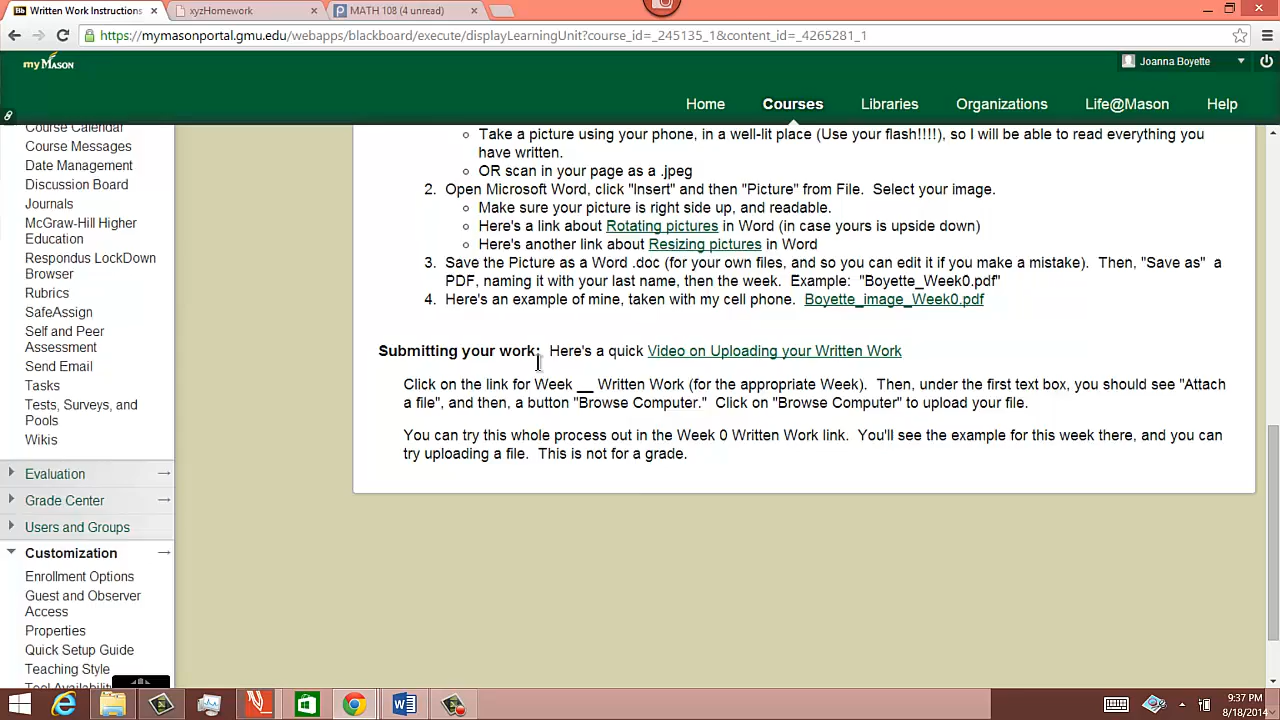 Written Work Instructions
xyzHomework
MATH 108 (4 unread)
https://mymasonportal.gmu.edu/webapps/blackboard/execute/displayLearningUnit?course_id=_245135_1&content_id=_4265281_1
myMASON
Joanna Boyette
Home Courses Libraries Organizations Life@Mason Help
Course Calendar
Course Messages
Date Management
Discussion Board
Journals
McGraw-Hill Higher
Education
Respondus LockDown
Browser
Rubrics
SafeAssign
Self and Peer
Assessment
Send Email
Tasks
Tests, Surveys, and
Pools
Wikis
Evaluation
Grade Center
Users and Groups
Customization
Enrollment Options
Guest and Observer
Access
Properties
Quick Setup Guide
Teaching Style
Tool Availability
Take a picture using your phone, in a well-lit place (Use your flash!!!!), so I will be able to read everything you
have written.
OR scan in your page as a .jpeg
2. Open Microsoft Word, click "Insert" and then "Picture" from File. Select your image.
Make sure your picture is right side up, and readable.
Here's a link about Rotating pictures in Word (in case yours is upside down)
Here's another link about Resizing pictures in Word
3. Save the Picture as a Word .doc (for your own files, and so you can edit it if you make a mistake). Then, "Save as" a
PDF, naming it with your last name, then the week. Example: "Boyette_Week0.pdf"
4. Here's an example of mine, taken with my cell phone. Boyette_image_Week0.pdf
Submitting your work: Here's a quick Video on Uploading your Written Work
Click on the link for Week __ Written Work (for the appropriate Week). Then, under the first text box, you should see "Attach
a file", and then, a button "Browse Computer." Click on "Browse Computer" to upload your file.
You can try this whole process out in the Week 0 Written Work link. You'll see the example for this week there, and you can
try uploading a file. This is not for a grade.
9:37 PM
8/18/2014